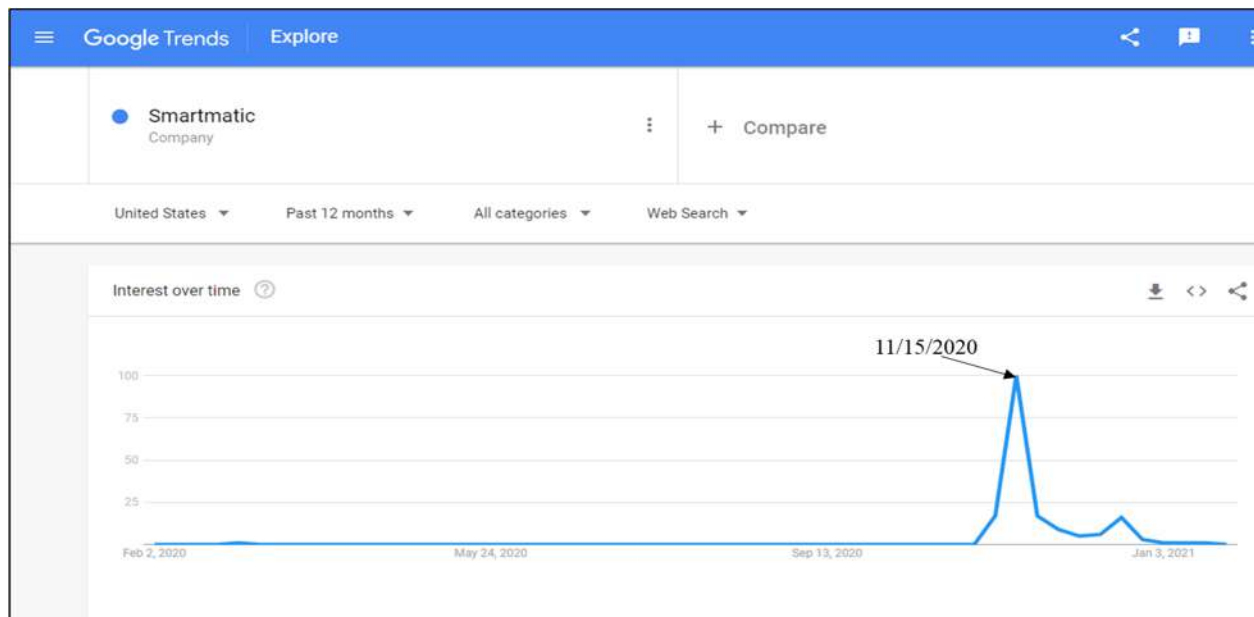 Google Trends Explore
Smartmatic
Company
+ Compare
United States Past 12 months All categories Web Search
Interest over time
11/15/2020
100
75
50
25
Feb 2, 2020 May 24, 2020 Sep 13, 2020 Jan 3, 2021